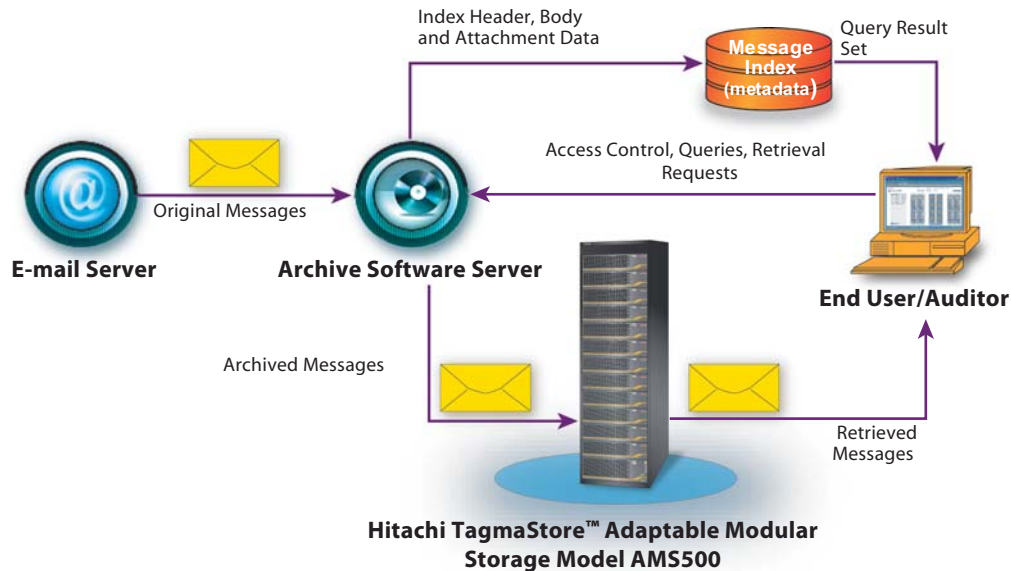 Index Header, Body
and Attachment Data
Query Result
Set
Message
Index
(metadata)
Access Control, Queries, Retrieval
Requests
@
Original Messages
E-mail Server
Archive Software Server
End User/Auditor
Archived Messages
Retrieved
Messages
Hitachi TagmaStore™ Adaptable Modular
Storage Model AMS500